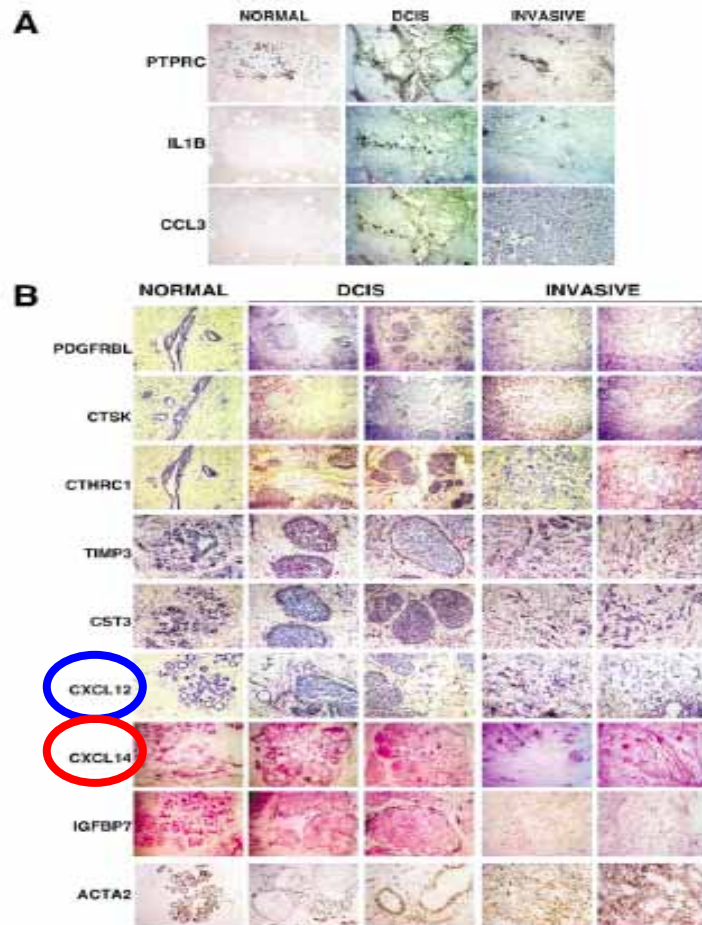 A
NORMAL DCIS INVASIVE
PTPRC
IL1B
CCL3
B
NORMAL DCIS INVASIVE
PDGFRBL
CTSK
CTHRC1
TIMP3
CST3
CXCL12
CXCL14
IGFBP7
ACTA2